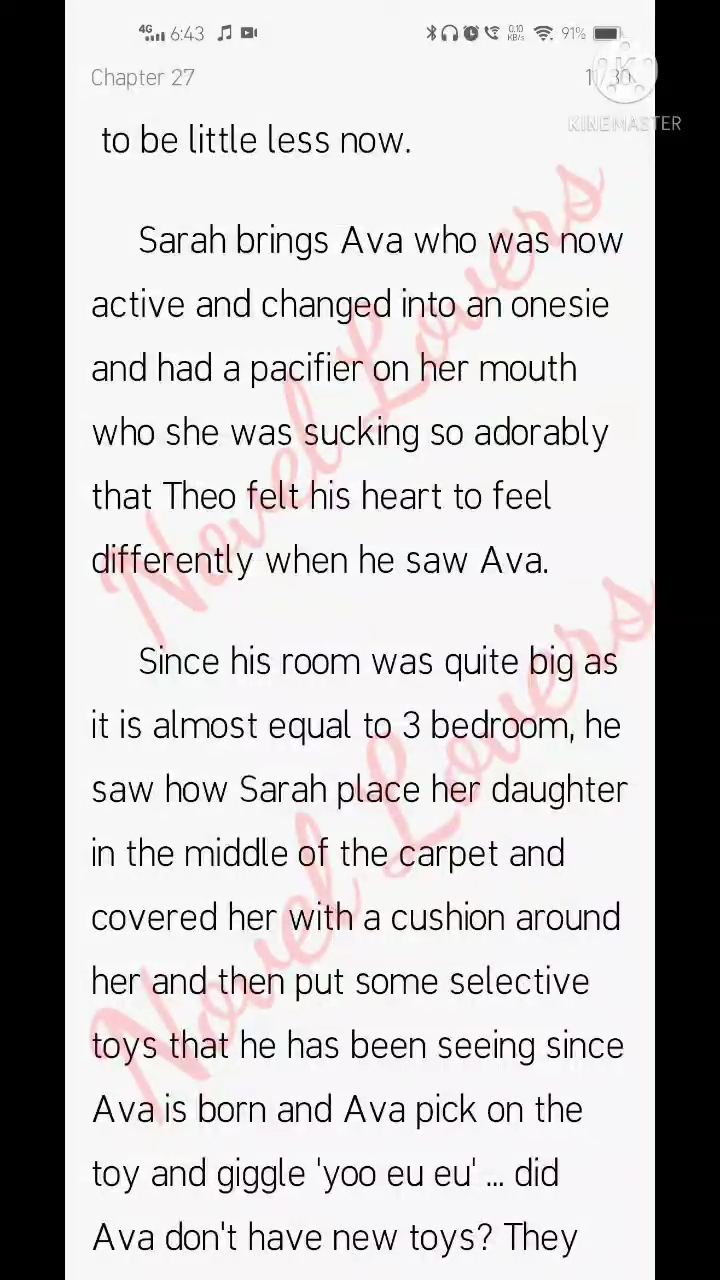 4G 6:43 0.10 KB/s 91%
Chapter 27
KINEMASTER
to be little less now.
Sarah brings Ava who was now
active and changed into an onesie
and had a pacifier on her mouth
who she was sucking so adorably
that Theo felt his heart to feel
differently when he saw Ava.
Since his room was quite big as
it is almost equal to 3 bedroom, he
saw how Sarah place her daughter
in the middle of the carpet and
covered her with a cushion around
her and then put some selective
toys that he has been seeing since
Ava is born and Ava pick on the
toy and giggle 'yoo eu eu' ... did
Ava don't have new toys? They
Novel Lovers
Novel Lovers